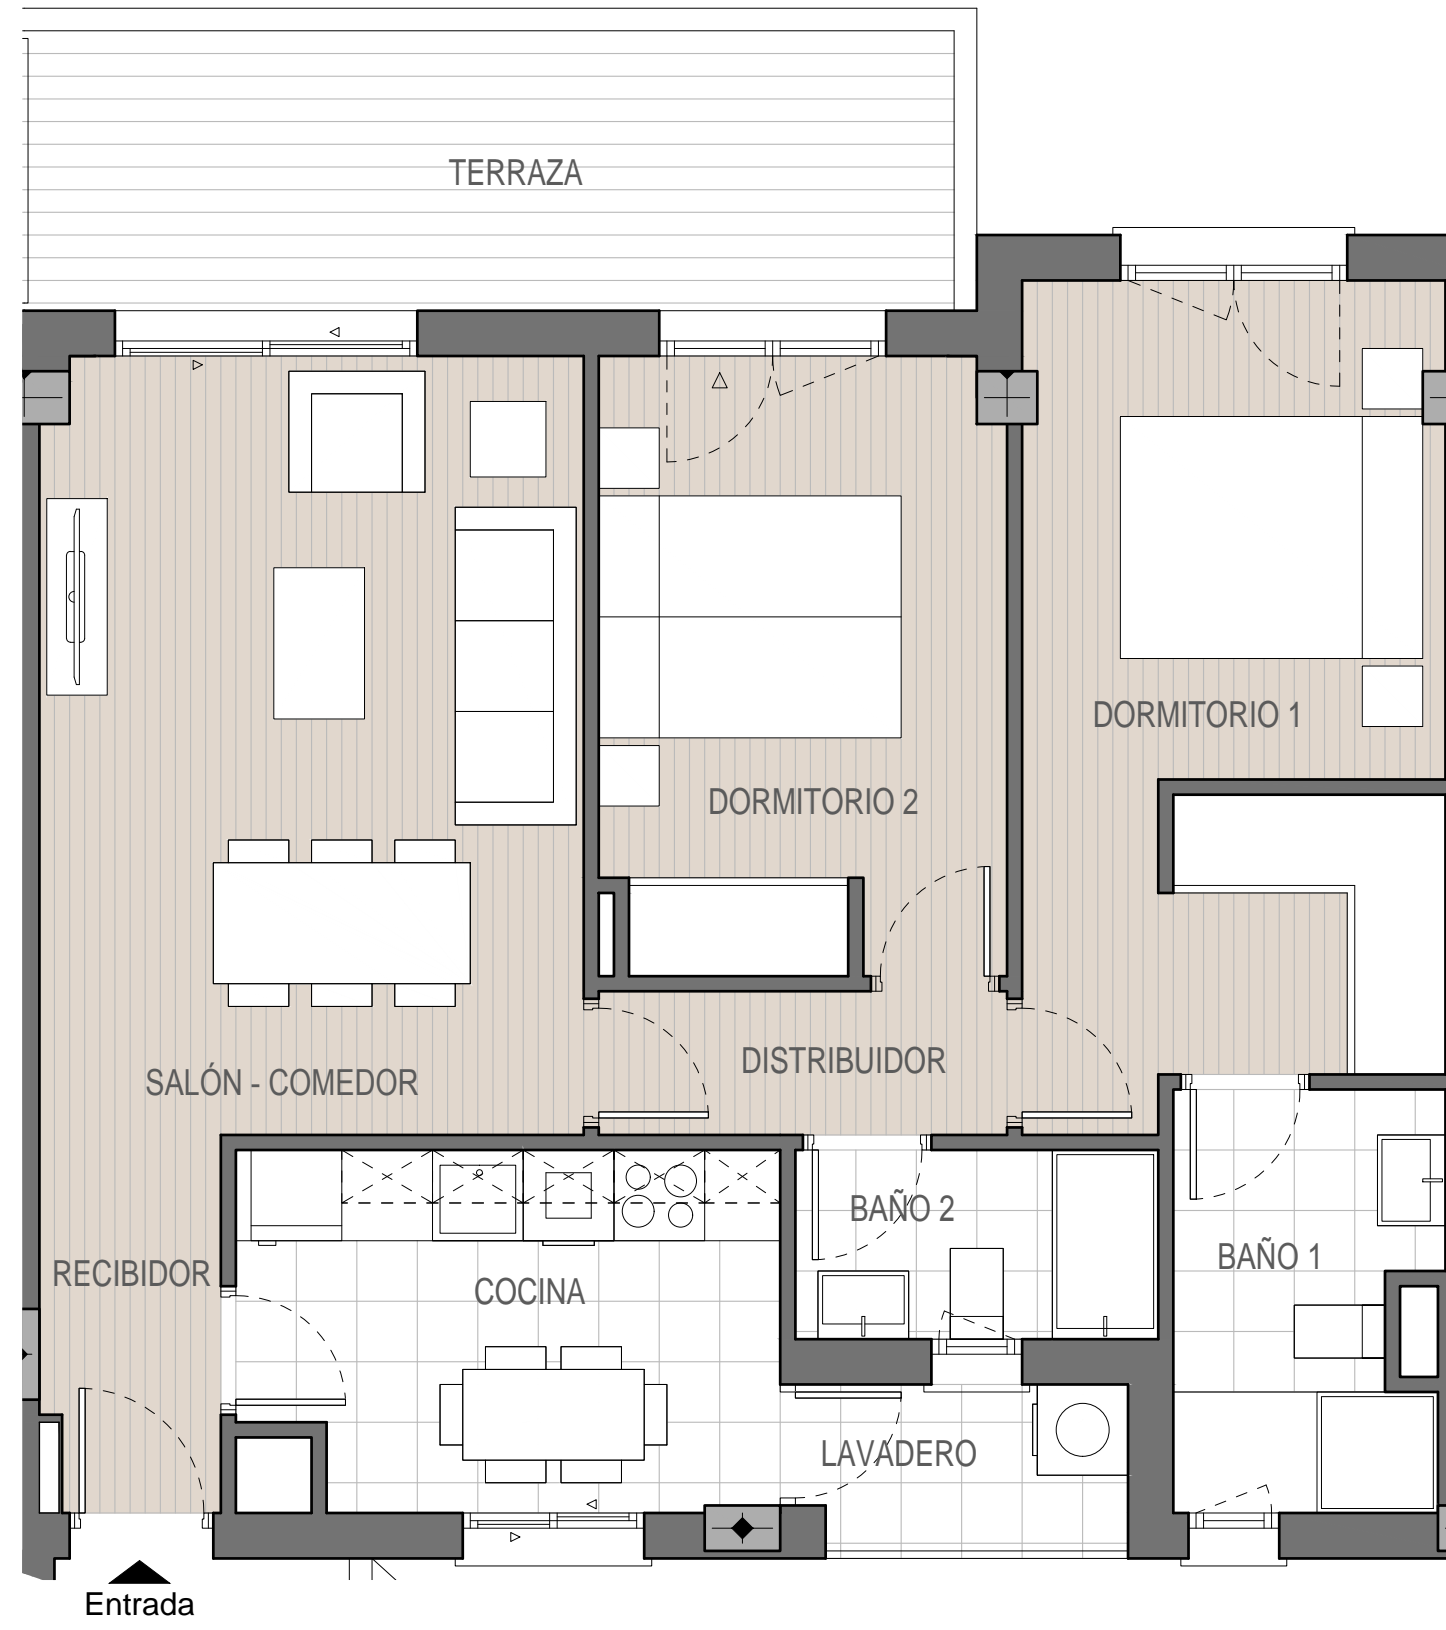 TERRAZA
DORMITORIO 1
DORMITORIO 2
DISTRIBUIDOR
SALÓN - COMEDOR
BAÑO 2
BAÑO 1
RECIBIDOR
COCINA
LAVADERO
Entrada